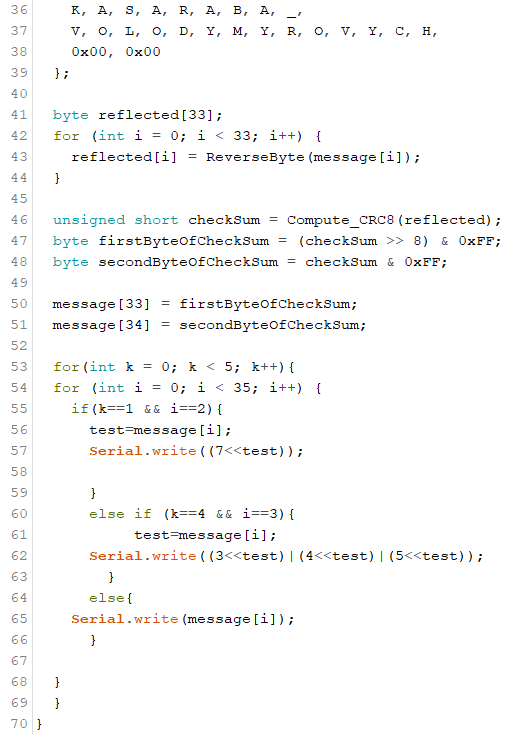 36 K, A, S, A, R, A, B, A, _,
37 V, O, L, O, D, Y, M, Y, R, O, V, Y, C, H,
38 0x00, 0x00
39 };
40
41 byte reflected[33];
42 for (int i = 0; i < 33; i++) {
43 reflected[i] = ReverseByte(message[i]);
44 }
45
46 unsigned short checkSum = Compute_CRC8(reflected);
47 byte firstByteOfCheckSum = (checkSum >> 8) & 0xFF;
48 byte secondByteOfCheckSum = checkSum & 0xFF;
49
50 message[33] = firstByteOfCheckSum;
51 message[34] = secondByteOfCheckSum;
52
53 for(int k = 0; k < 5; k++){
54 for (int i = 0; i < 35; i++) {
55 if(k==1 && i==2){
56 test=message[i];
57 Serial.write((7<<test));
58
59 }
60 else if (k==4 && i==3){
61 test=message[i];
62 Serial.write((3<<test)|(4<<test)|(5<<test));
63 }
64 else{
65 Serial.write(message[i]);
66 }
67
68 }
69 }
70 }